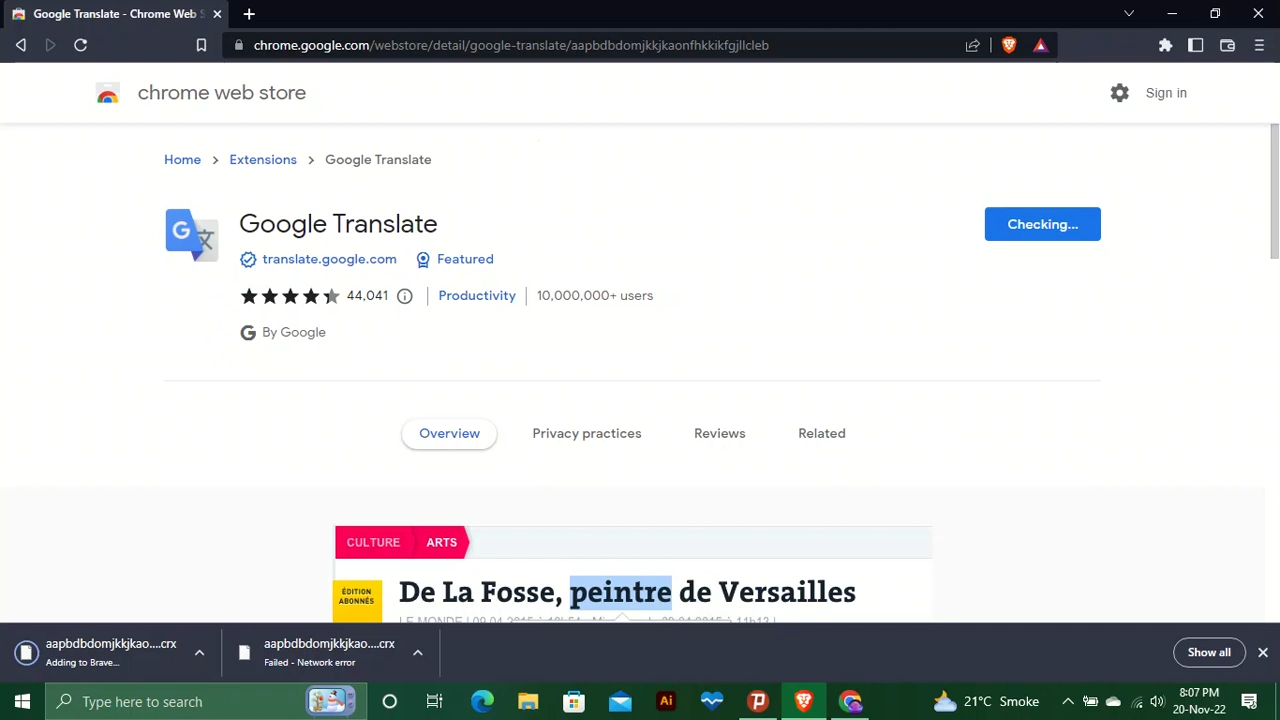 Google Translate - Chrome Web S
chrome.google.com/webstore/detail/google-translate/aapbdbdomjkkjkaonfhkkikfgjllcleb
chrome web store
Sign in
Home > Extensions > Google Translate
Google Translate
Checking...
translate.google.com Featured
44,041 Productivity 10,000,000+ users
By Google
Overview Privacy practices Reviews Related
CULTURE ARTS
De La Fosse, peintre de Versailles
ÉDITION
ABONNÉS
aapbdbdomjkkjkao....crx
Adding to Brave...
aapbdbdomjkkjkao....crx
Failed - Network error
Show all
Type here to search
21°C Smoke
8:07 PM
20-Nov-22